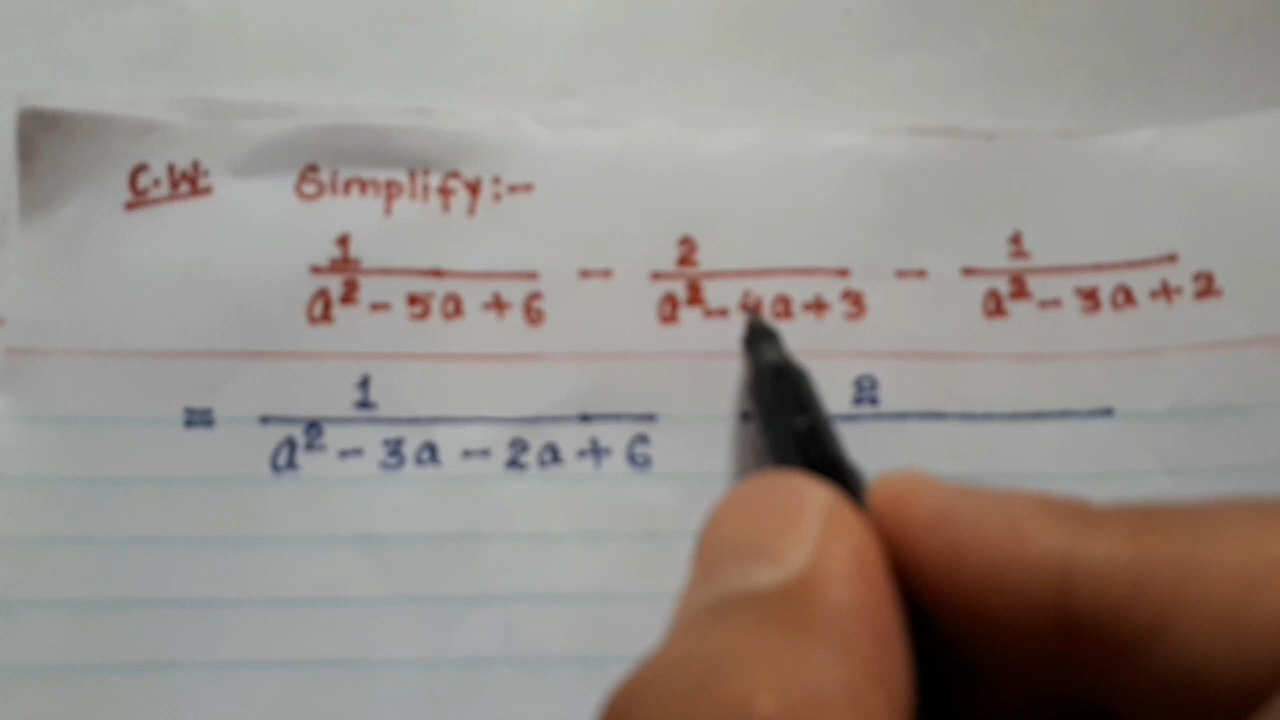 C.W: Simplify:-
1 / a² - 5a + 6 - 2 / a² - 4a + 3 - 1 / a² - 3a + 2
= 1 / a² - 3a - 2a + 6 2